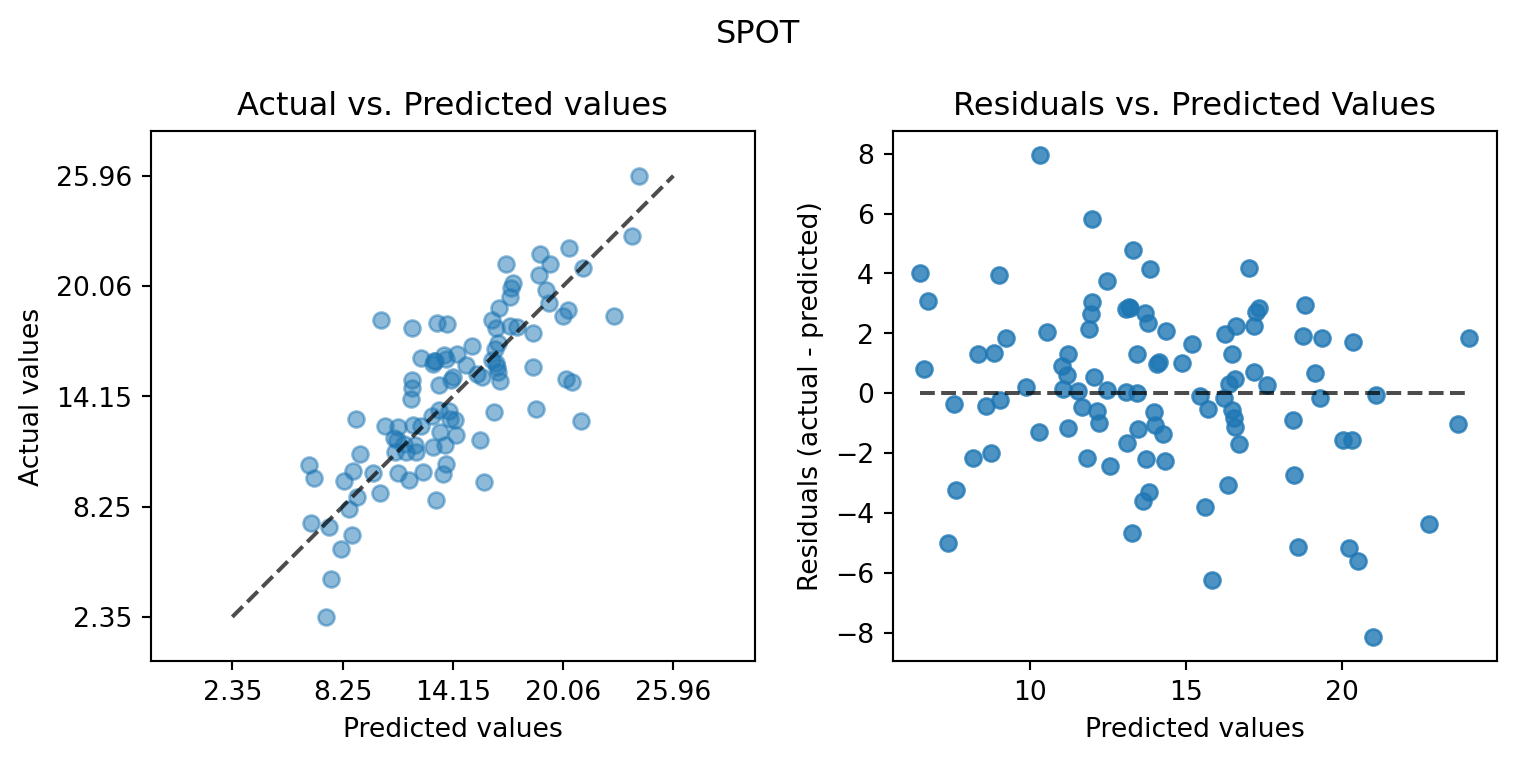 SPOT
Actual vs. Predicted values
Actual values
25.96
20.06
14.15
8.25
2.35
2.35 8.25 14.15 20.06 25.96
Predicted values
Residuals vs. Predicted Values
Residuals (actual - predicted)
8
6
4
2
0
−2
−4
−6
−8
10 15 20
Predicted values